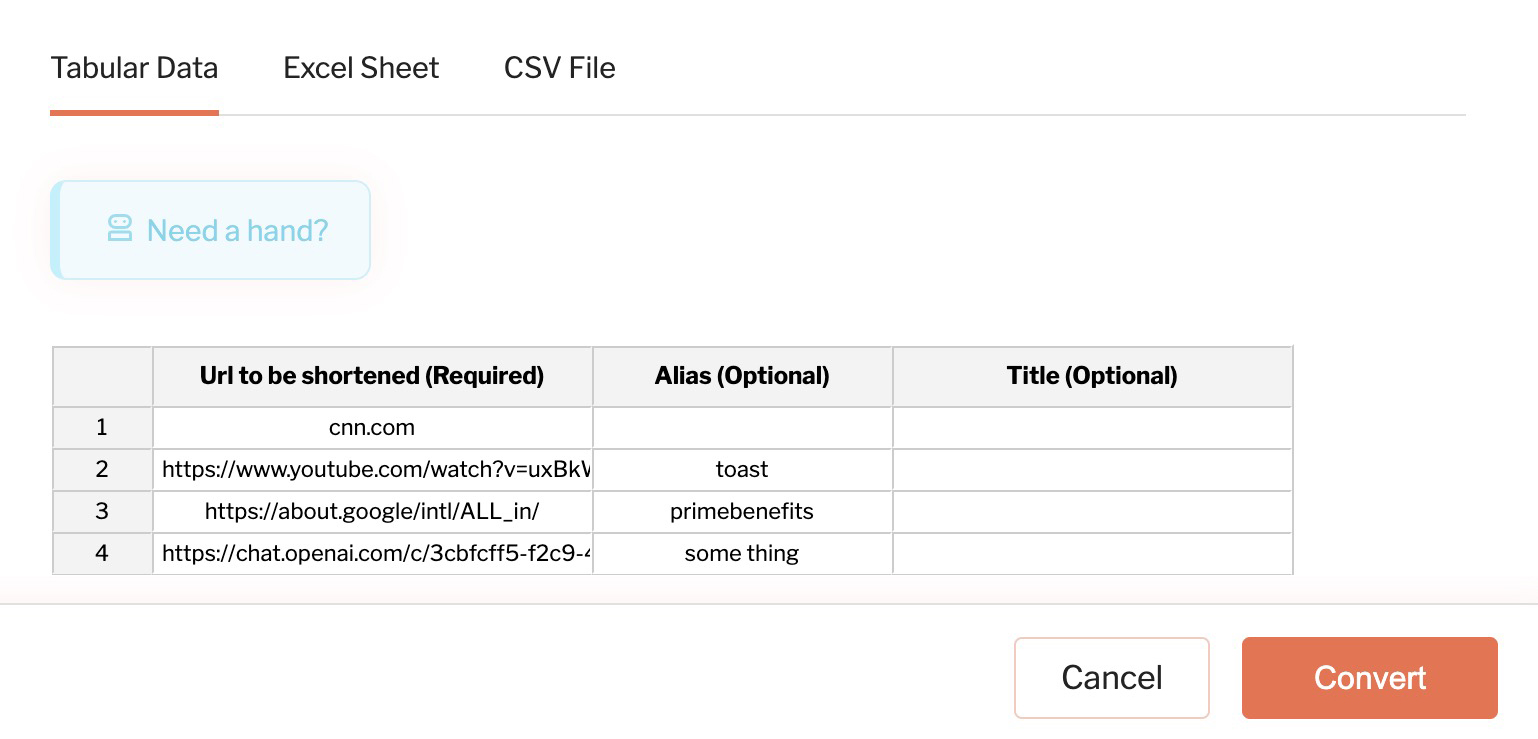 Tabular Data Excel Sheet CSV File
Need a hand?
Url to be shortened (Required) Alias (Optional) Title (Optional)
1 cnn.com
2 https://www.youtube.com/watch?v=uxBk toast
3 https://about.google/intl/ALL_in/ primebenefits
4 https://chat.openai.com/c/3cbfcff5-f2c9- some thing
Cancel Convert